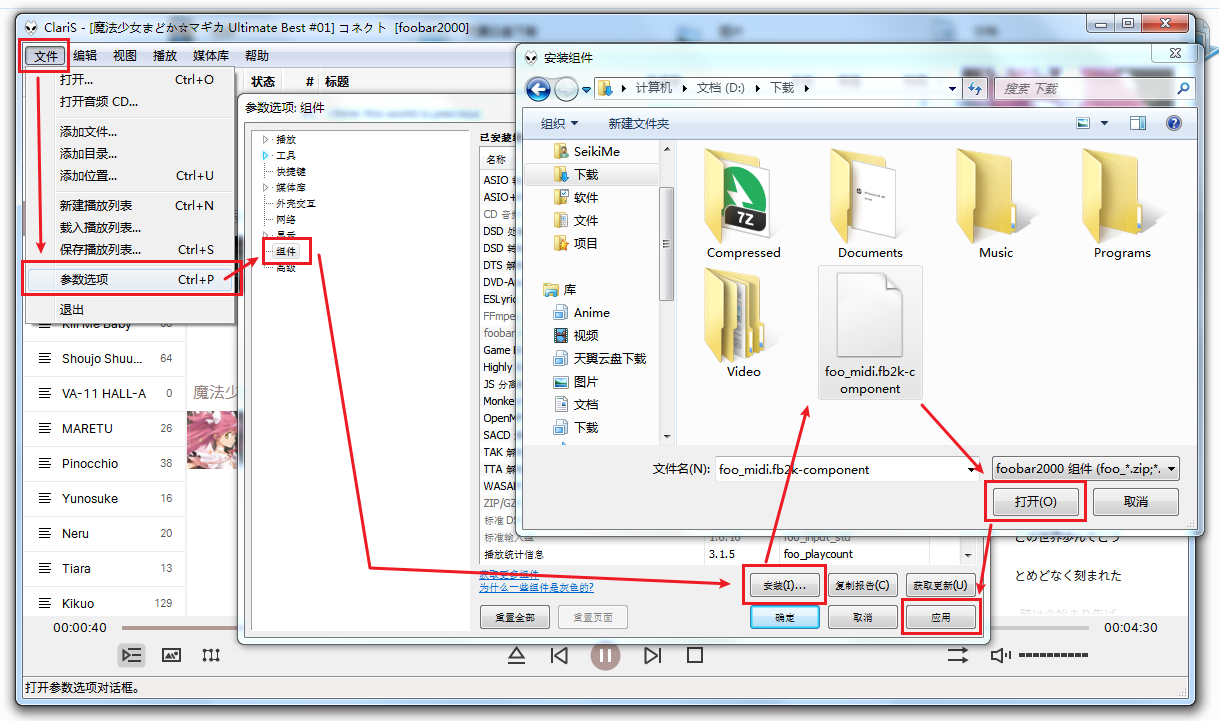 ClariS - [魔法少女まどか☆マギカ Ultimate Best #01] コネクト  [foobar2000]
文件 编辑 视图 播放 媒体库 帮助
打开... Ctrl+O
打开音频 CD...
添加文件...
添加目录...
添加位置... Ctrl+U
新建播放列表 Ctrl+N
载入播放列表...
保存播放列表... Ctrl+S
参数选项 Ctrl+P
退出
状态 # 标题
Kill Me Baby
Shoujo Shuu... 64
VA-11 HALL-A 0
MARETU 26
Pinocchio 38
Yunosuke 16
Neru 20
Tiara 13
Kikuo 129
魔法少
00:00:40
00:04:30
打开参数选项对话框。
参数选项: 组件
播放
工具
快捷键
媒体库
外壳交互
网络
显示
组件
高级
已安装
名称
ASIO
ASIO+
CD 音
DSD 处
DSD 转
DTS 解
DVD-A
ESLyric
FFmpe
foobar
Game E
Highly
JS 分离
Monke
OpenM
SACD
TAK 解
TTA 解
WASA
ZIP/GZ
标准 DS
标准输入 foo_input_std
播放统计信息 3.1.5 foo_playcount
获取更多组件
为什么一些组件是灰色的?
安装(I)... 复制报告(C) 获取更新(U)
重置全部 重置页面 确定 取消 应用
安装组件
计算机 文档 (D:) 下载
搜索 下载
组织 新建文件夹
SeikiMe
下载
软件
文件
项目
库
Anime
视频
天翼云盘下载
图片
文档
下载
7Z
Compressed
Documents
Music
Programs
Video
foo_midi.fb2k-c
omponent
文件名(N): foo_midi.fb2k-component
foobar2000 组件 (foo_*.zip;*.
打开(O) 取消
この世界歩んでこう
とめどなく刻まれた